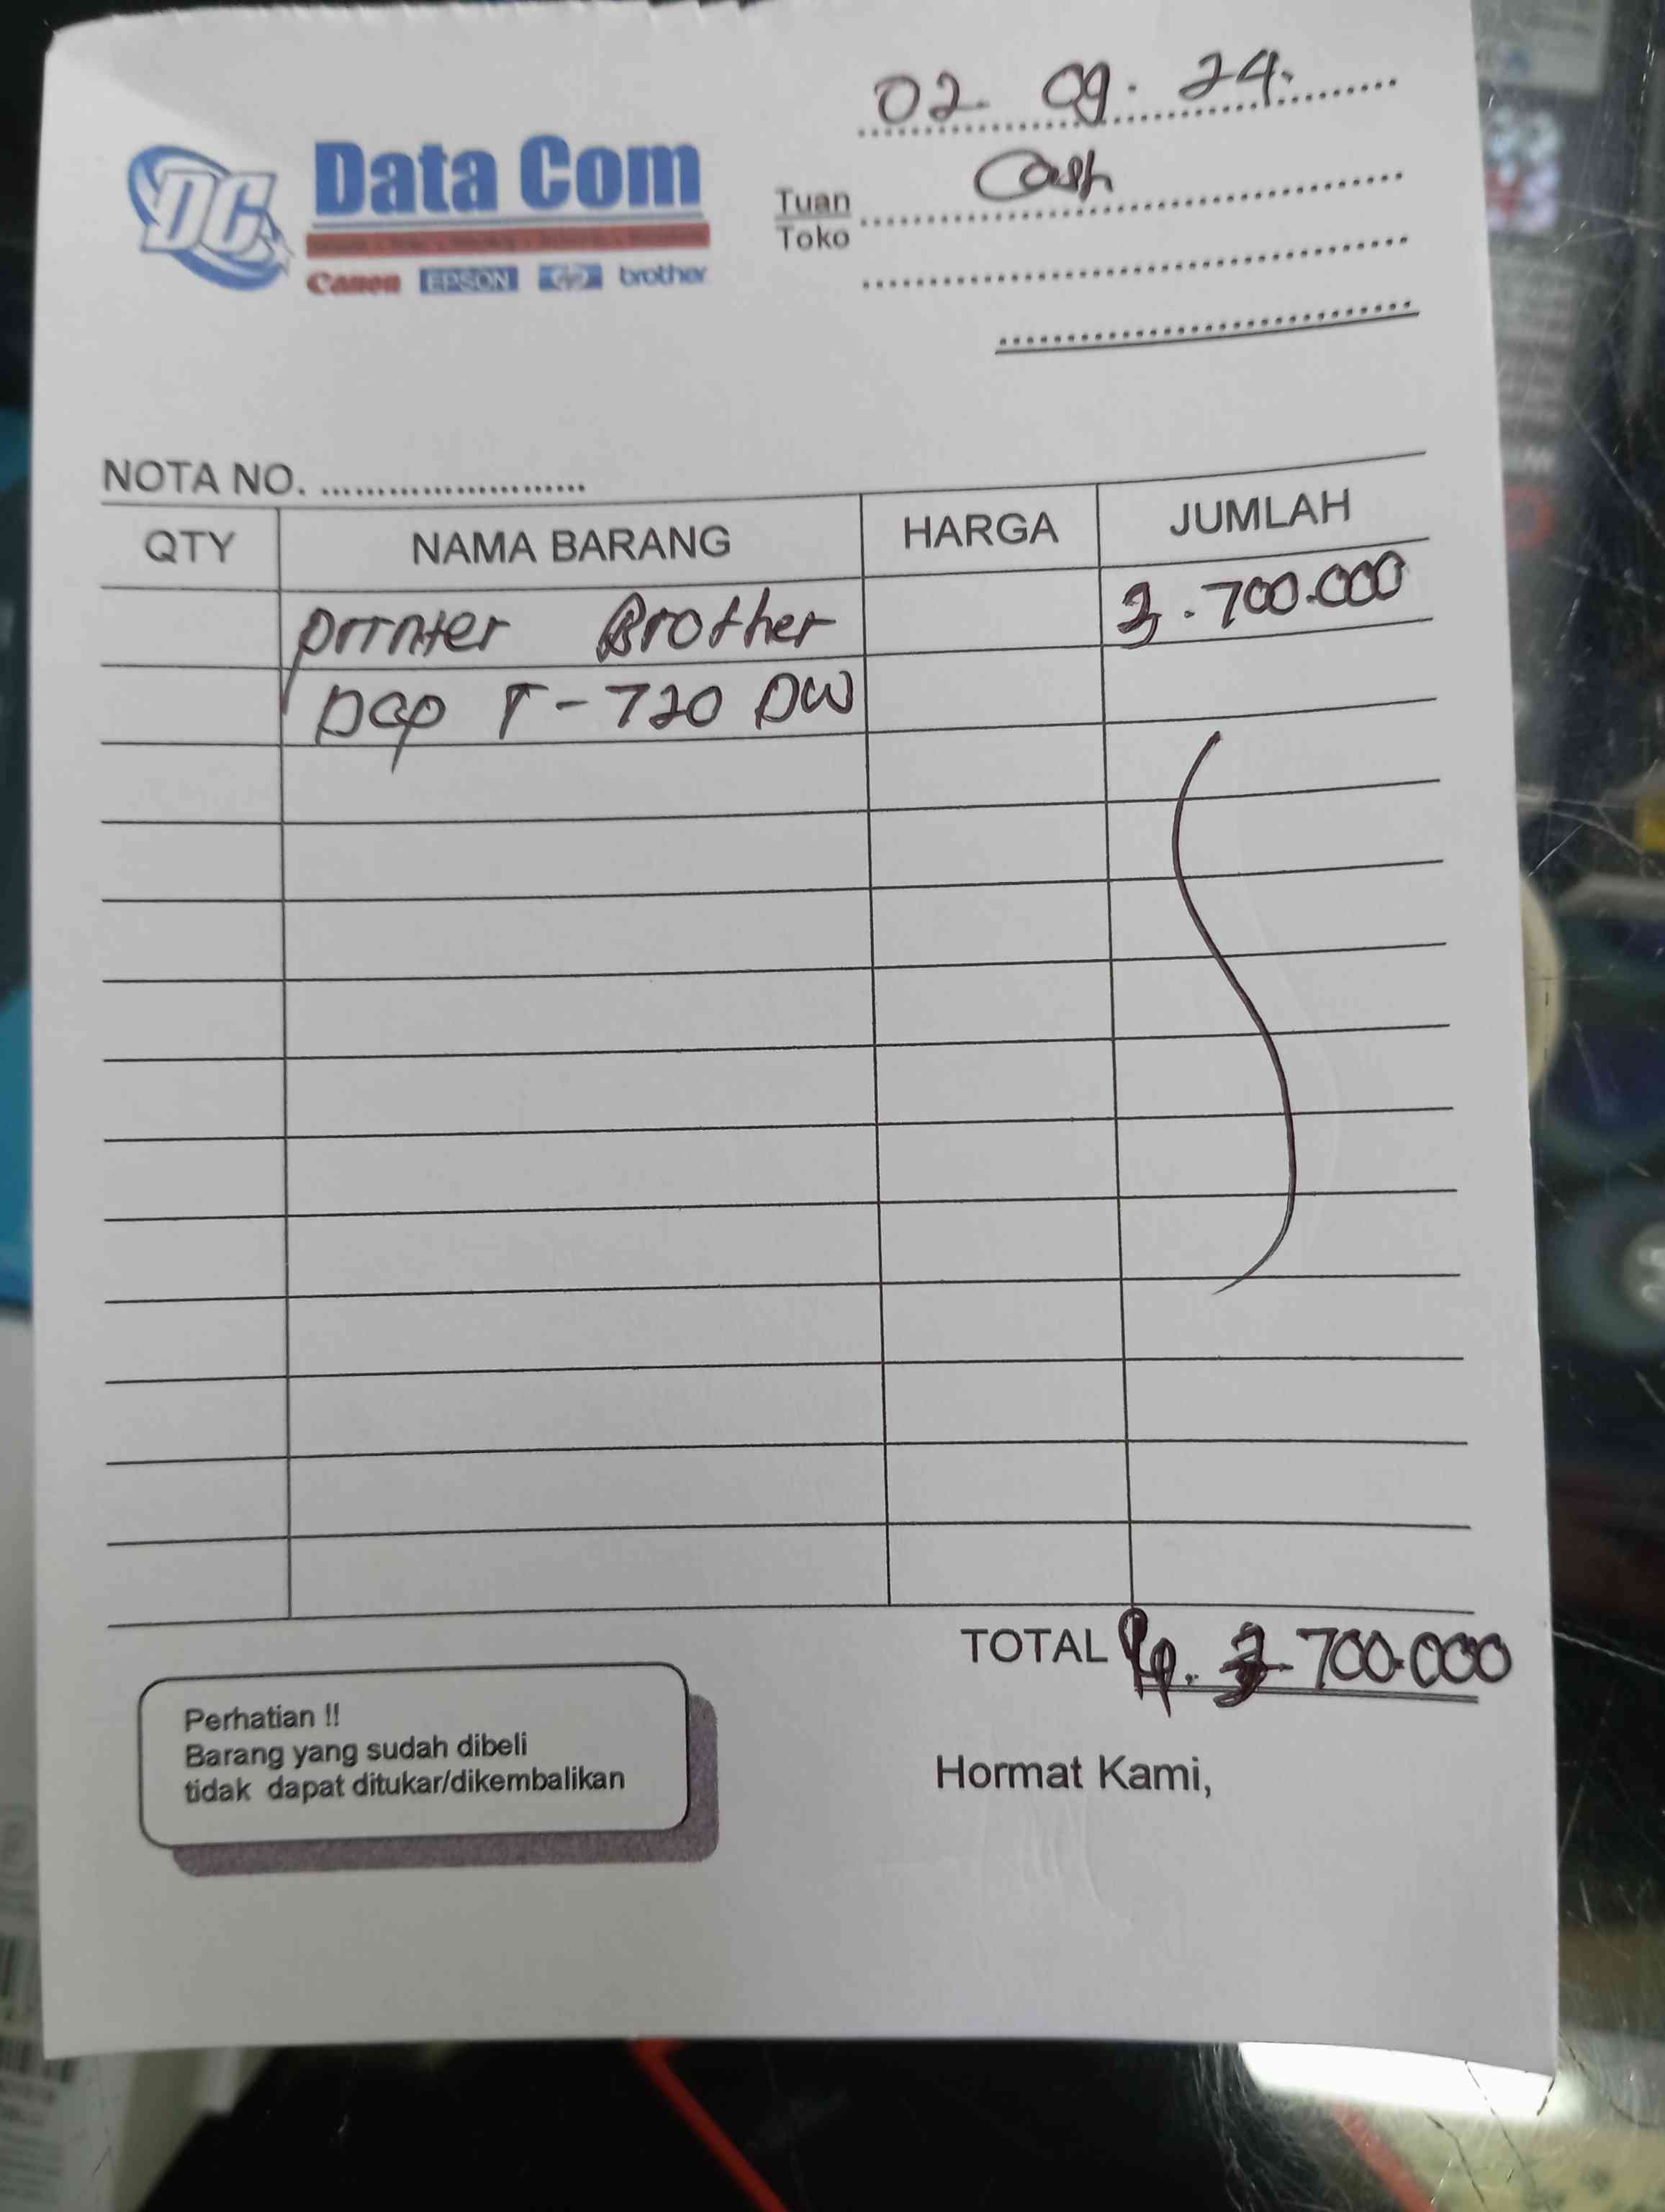 02. 09. 24.
DC Data Com
Canon EPSON hp brother
Tuan Cash
Toko
NOTA NO. ........................
QTY NAMA BARANG HARGA JUMLAH
Printer Brother .700.000
Dcp T-720 DW
TOTAL Rp. 700.000
Perhatian !!
Barang yang sudah dibeli
tidak dapat ditukar/dikembalikan
Hormat Kami,